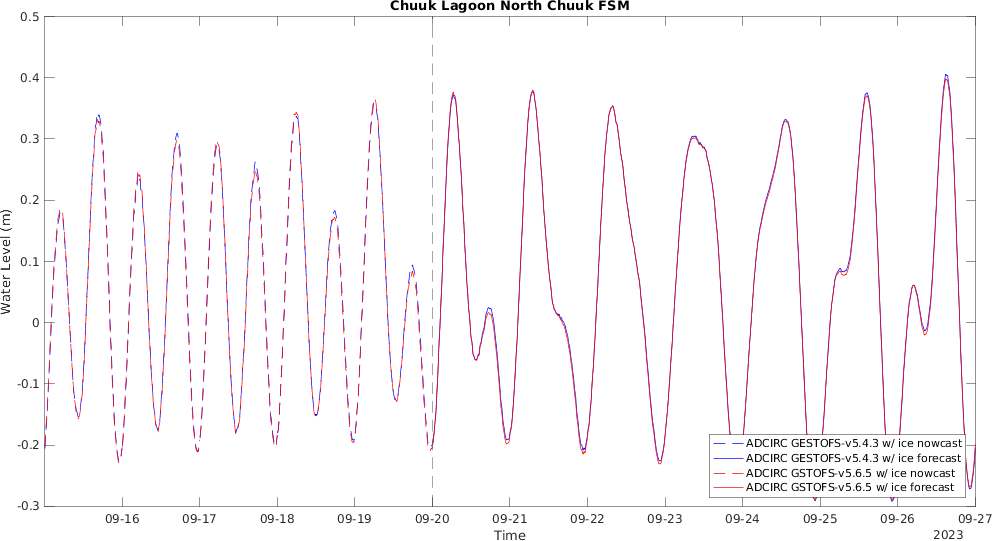 Chuuk Lagoon North Chuuk FSM
0.5
0.4
0.3
0.2
0.1
0
-0.1
-0.2
-0.3
Water Level (m)
ADCIRC GESTOFS-v5.4.3 w/ ice nowcast
ADCIRC GESTOFS-v5.4.3 w/ ice forecast
ADCIRC GSTOFS-v5.6.5 w/ ice nowcast
ADCIRC GSTOFS-v5.6.5 w/ ice forecast
09-16 09-17 09-18 09-19 09-20 09-21 09-22 09-23 09-24 09-25 09-26 09-27
Time
2023